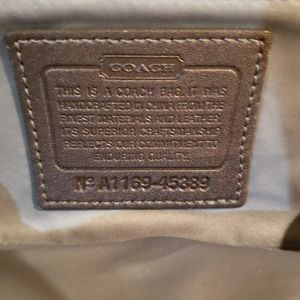 COACH
THIS IS A COACH BAG. IT WAS
HANDCRAFTED IN CHINA FROM THE
FINEST MATERIALS AND LEATHER.
ITS SUPERIOR CRAFTSMANSHIP
REFLECTS OUR COMMITMENT TO
ENDURING QUALITY.
Nº A1169-45389